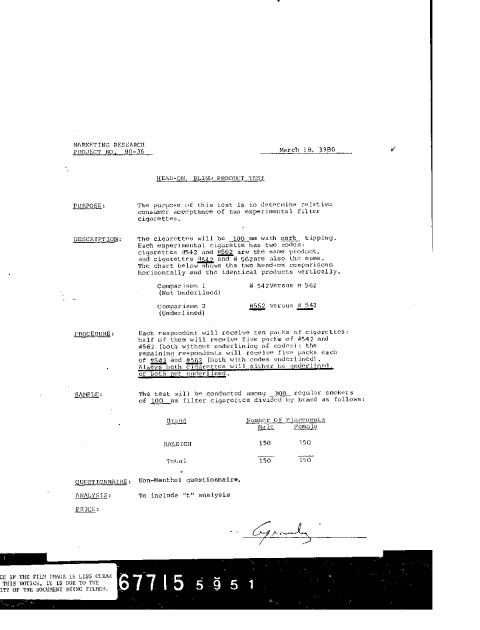 MARKETING RESEARCH
PROJECT NO. 80-36 March 18, 1980
HEAD-ON, BLIND PRODUCT TEST
PURPOSE: The purpose of this test is to determine relative
consumer acceptance of two experimental filter
cigarettes.
DESCRIPTION: The cigarettes will be 100 mm with cork tipping.
Each experimental cigarette has two codes:
cigarettes #542 and #562 are the same product,
and cigarettes #542 and # 562are also the same.
The chart below shows the two head-on comparisons
horizontally and the identical products vertically.
Comparison 1 # 542Versus # 562
(Not Underlined)
Comparison 2 #562 Versus # 542
(Underlined)
PROCEDURE: Each respondent will receive ten packs of cigarettes:
half of them will receive five packs of #542 and
#562 (both without underlining of codes); the
remaining respondents will receive five packs each
of #542 and #562 (both with codes underlined).
Always both cigarettes will either be underlined,
or both not underlined.
SAMPLE: The test will be conducted among 300 regular smokers
of 100 mm filter cigarettes divided by brand as follows:
Brand Number of Placements
Male Female
RALEIGH 150 150
Total 150 150
QUESTIONNAIRE: Non-Menthol questionnaire.
ANALYSIS: To include "t" analysis
PRICE:
CE IF THE FILM IMAGE IS LESS CLEAR
THIS NOTICE, IT IS DUE TO THE
ITY OF THE DOCUMENT BEING FILMED.
67715 5951